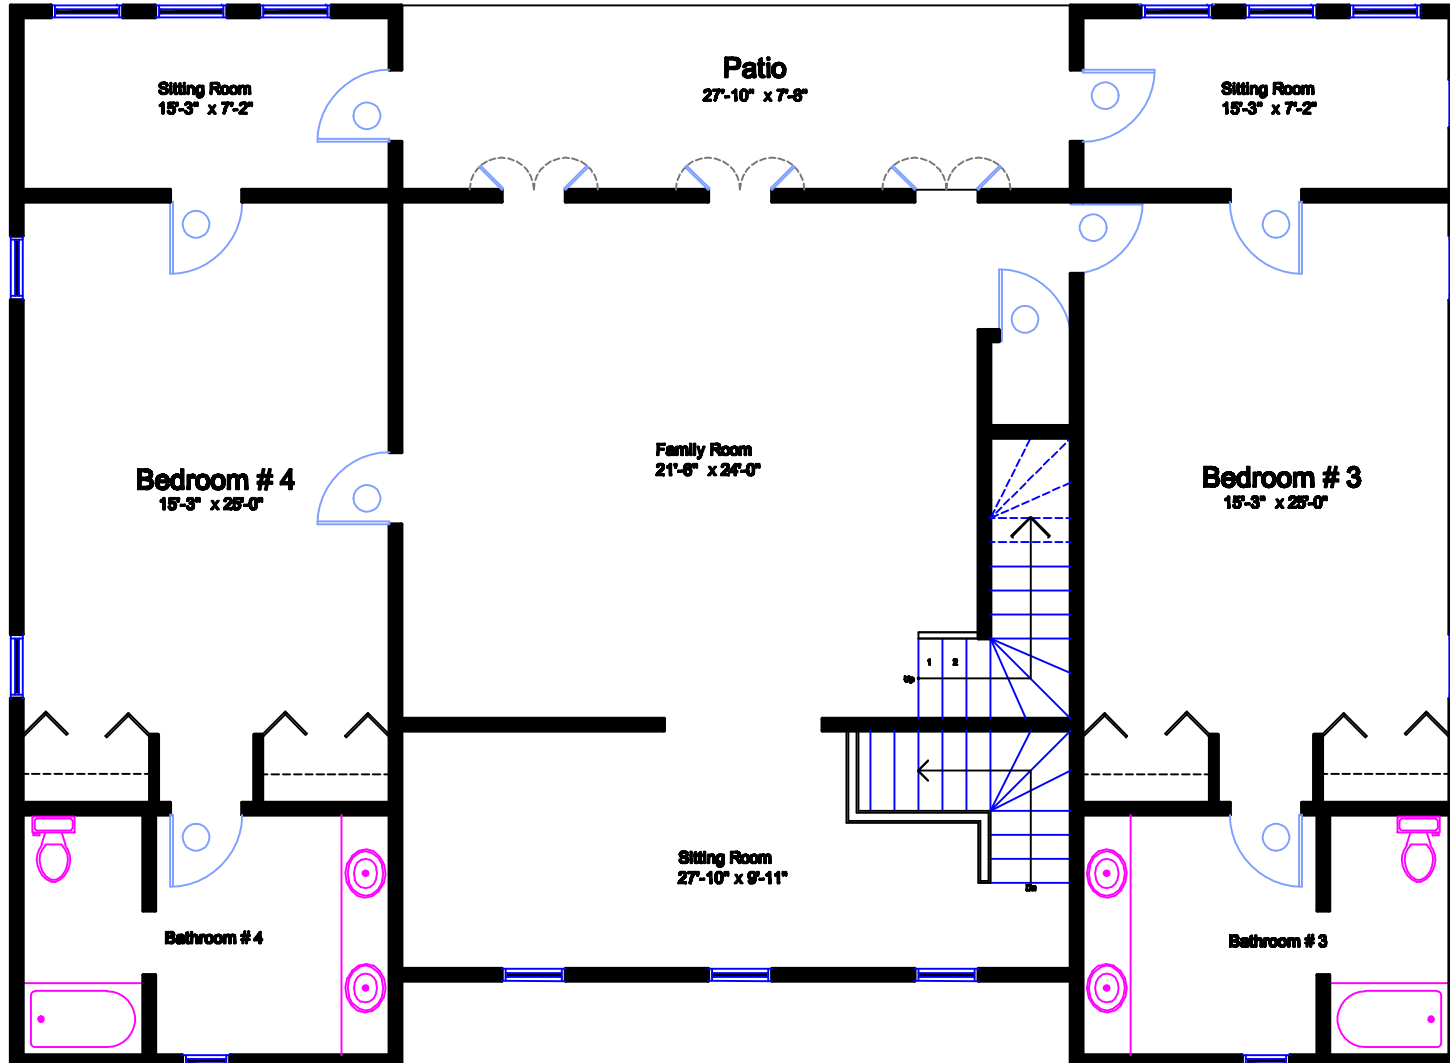 Patio
27'-10" x 7'-6"
Sitting Room
15'-3" x 7'-2"
Sitting Room
15'-3" x 7'-2"
Family Room
21'-6" x 24'-0"
Bedroom # 4
15'-3" x 25'-0"
Bedroom # 3
15'-3" x 25'-0"
1 2
Up
Sitting Room
27'-10" x 9'-11"
Dn
Bathroom # 4
Bathroom # 3